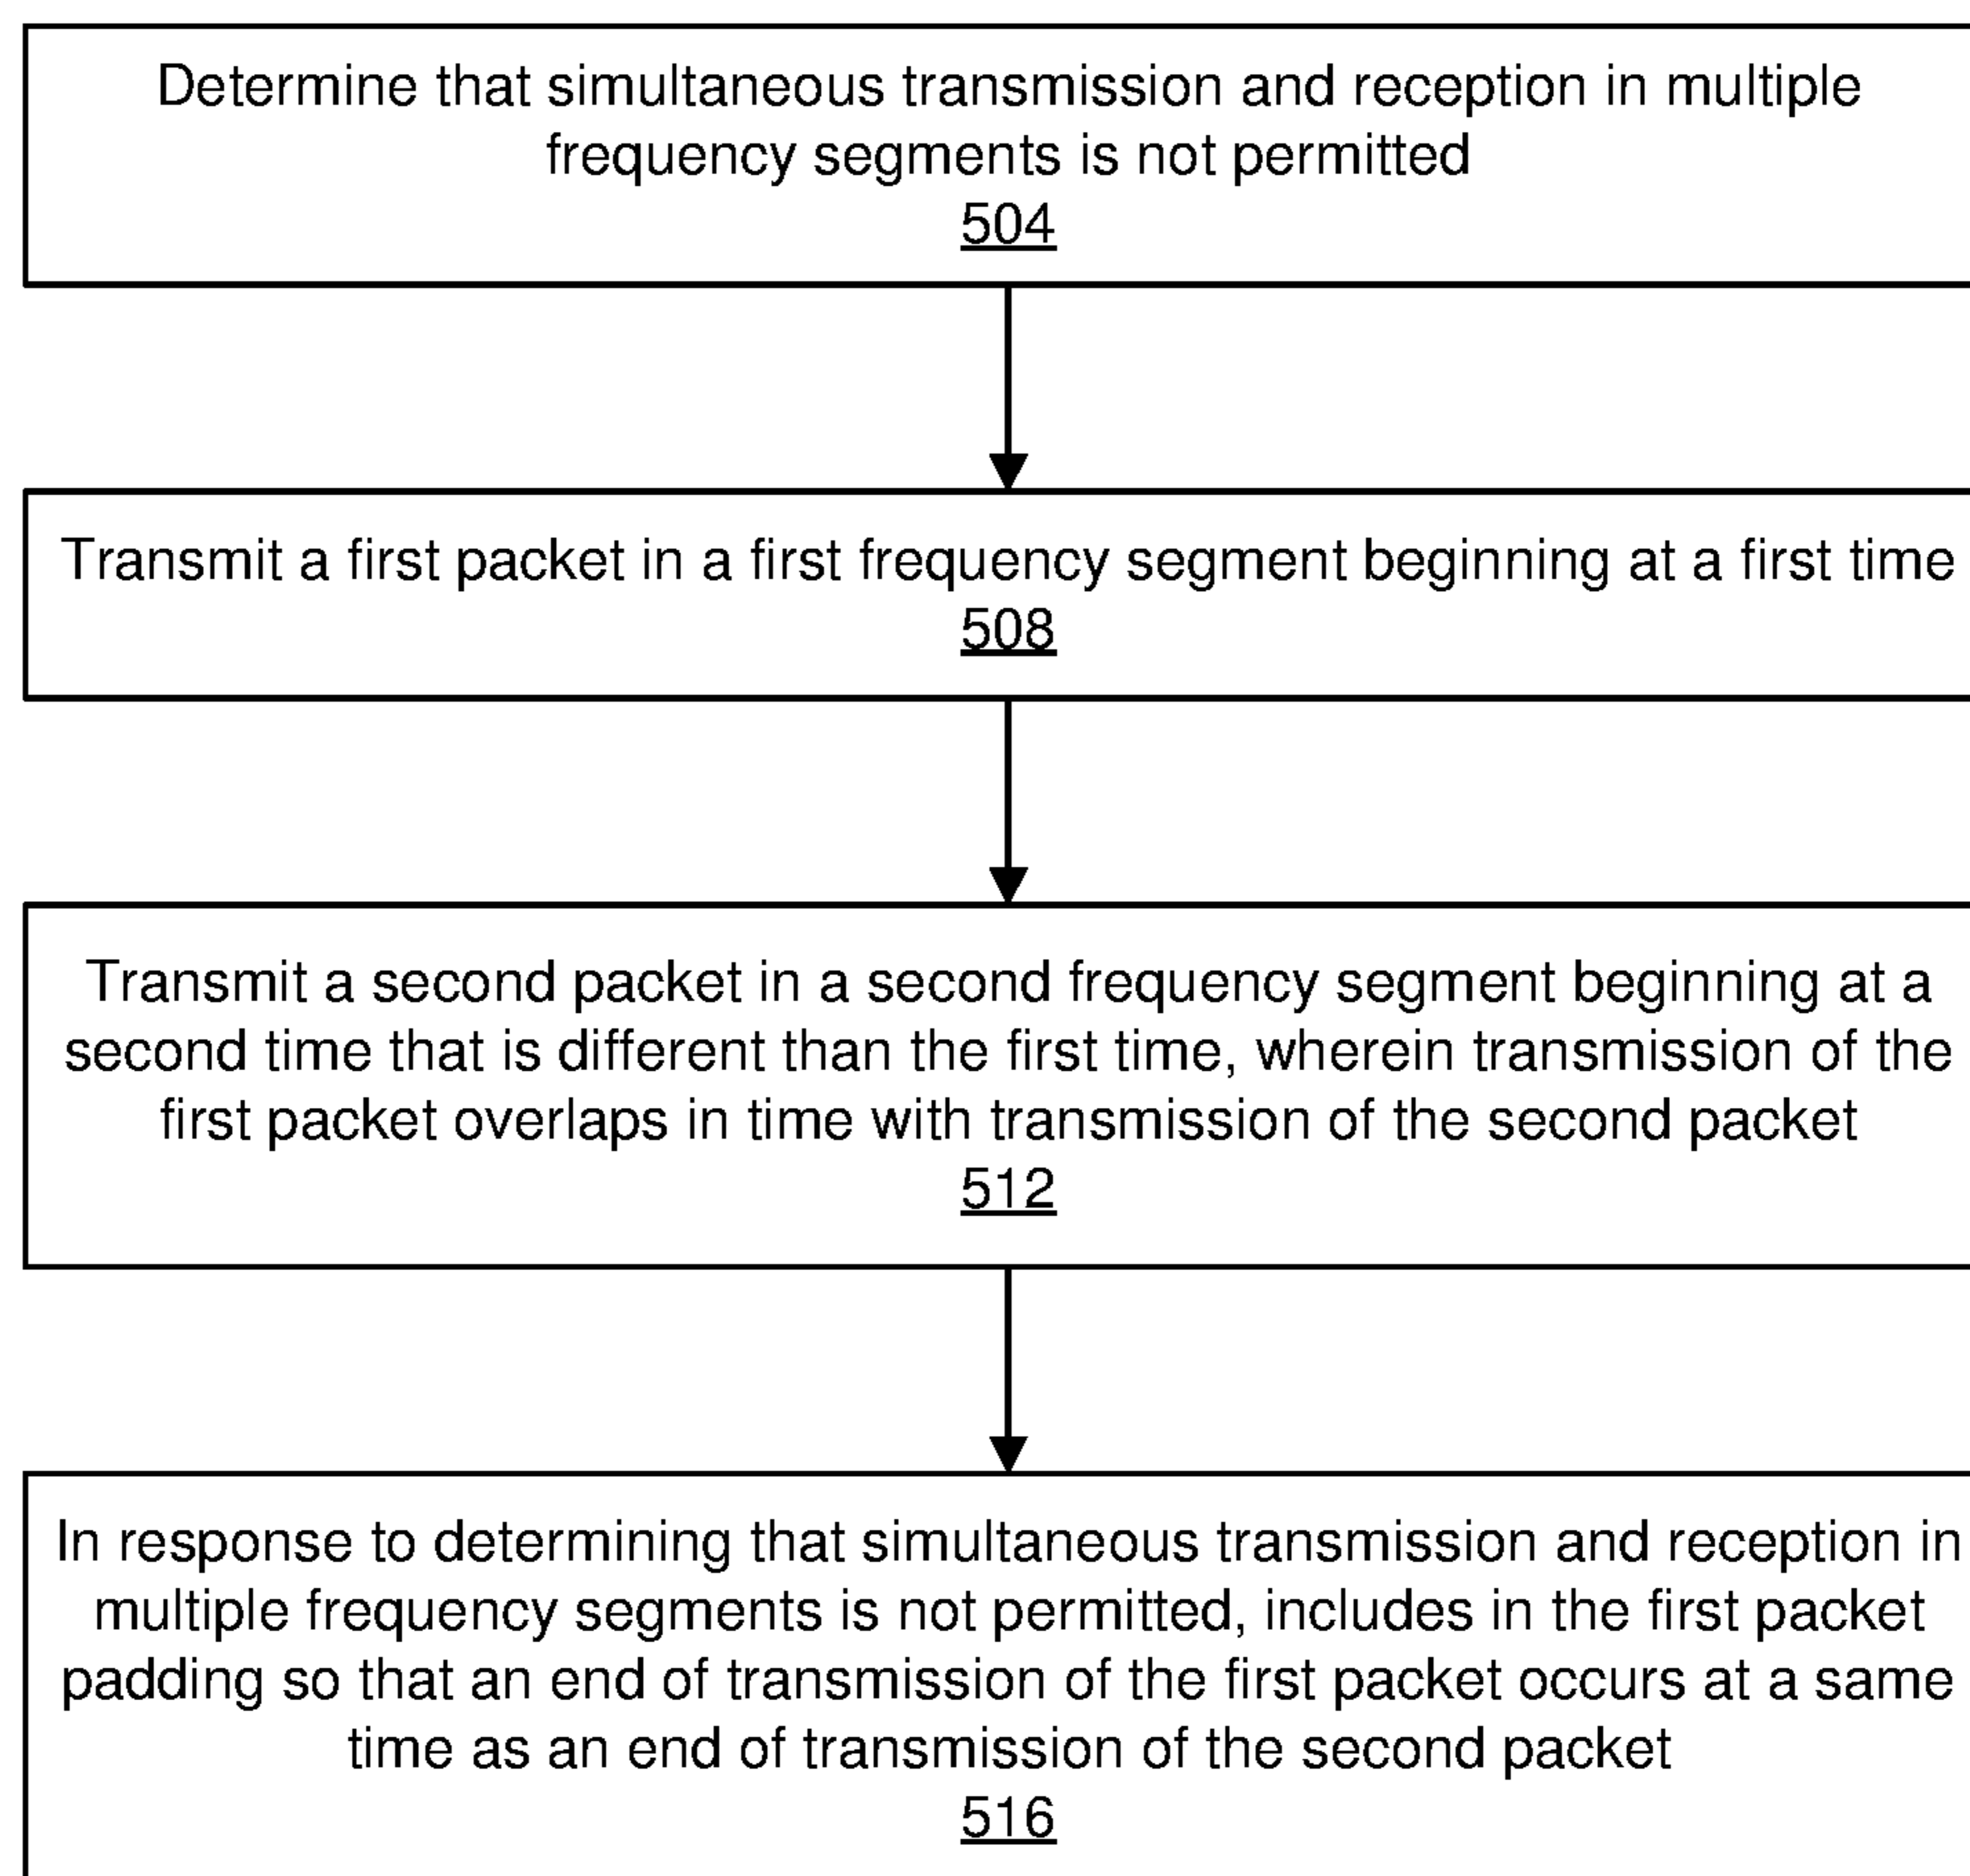 Determine that simultaneous transmission and reception in multiple
frequency segments is not permitted
504
Transmit a first packet in a first frequency segment beginning at a first time
508
Transmit a second packet in a second frequency segment beginning at a
second time that is different than the first time, wherein transmission of the
first packet overlaps in time with transmission of the second packet
512
In response to determining that simultaneous transmission and reception in
multiple frequency segments is not permitted, includes in the first packet
padding so that an end of transmission of the first packet occurs at a same
time as an end of transmission of the second packet
516